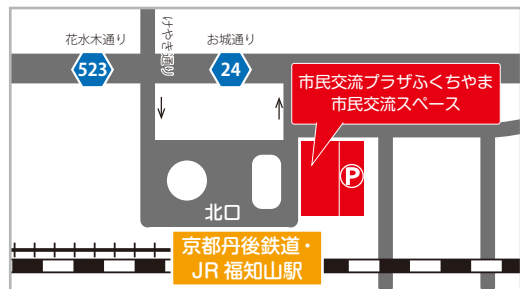 花水木通り
523
けやき通り
お城通り
24
市民交流プラザふくちやま
市民交流スペース
P
北口
京都丹後鉄道・
JR 福知山駅